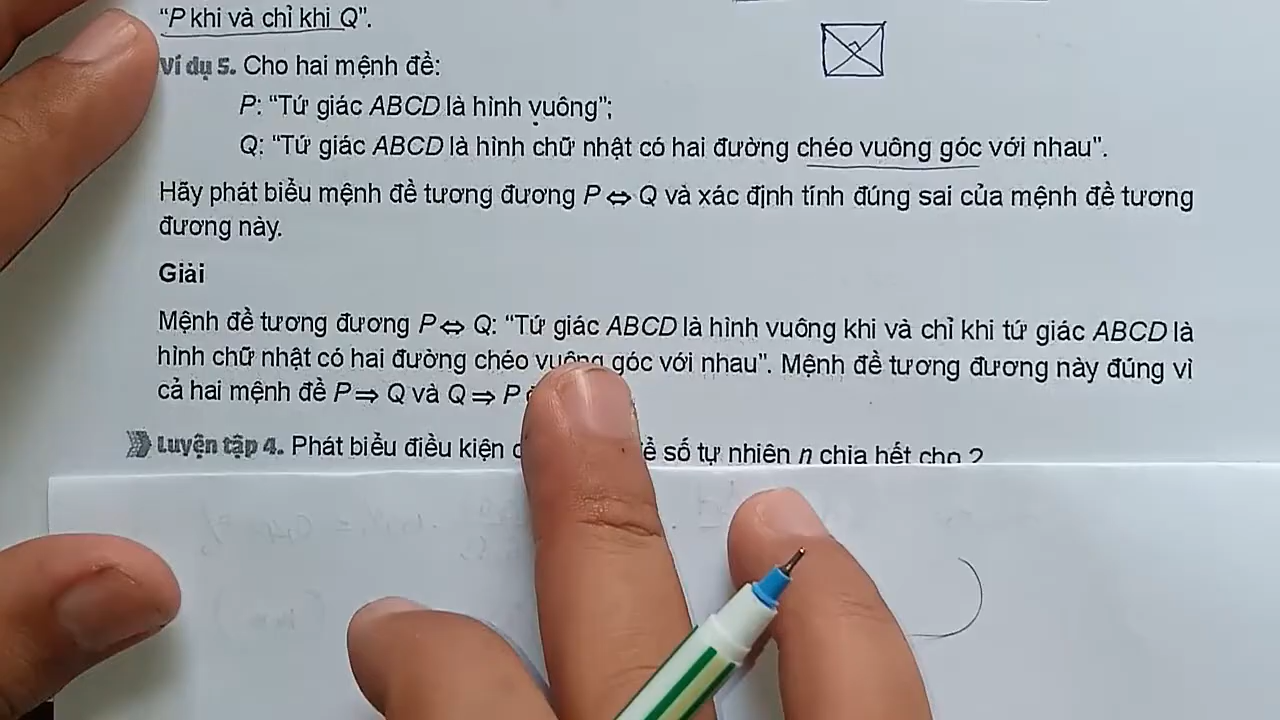 "P khi và chỉ khi Q".
Ví dụ 5. Cho hai mệnh đề:
P: "Tứ giác ABCD là hình vuông";
Q: "Tứ giác ABCD là hình chữ nhật có hai đường chéo vuông góc với nhau".
Hãy phát biểu mệnh đề tương đương P ⇔ Q và xác định tính đúng sai của mệnh đề tương
đương này.
Giải
Mệnh đề tương đương P ⇔ Q: "Tứ giác ABCD là hình vuông khi và chỉ khi tứ giác ABCD là
hình chữ nhật có hai đường chéo vuông góc với nhau". Mệnh đề tương đương này đúng vì
cả hai mệnh đề P ⇒ Q và Q ⇒ P
Luyện tập 4. Phát biểu điều kiện số tự nhiên n chia hết cho 2